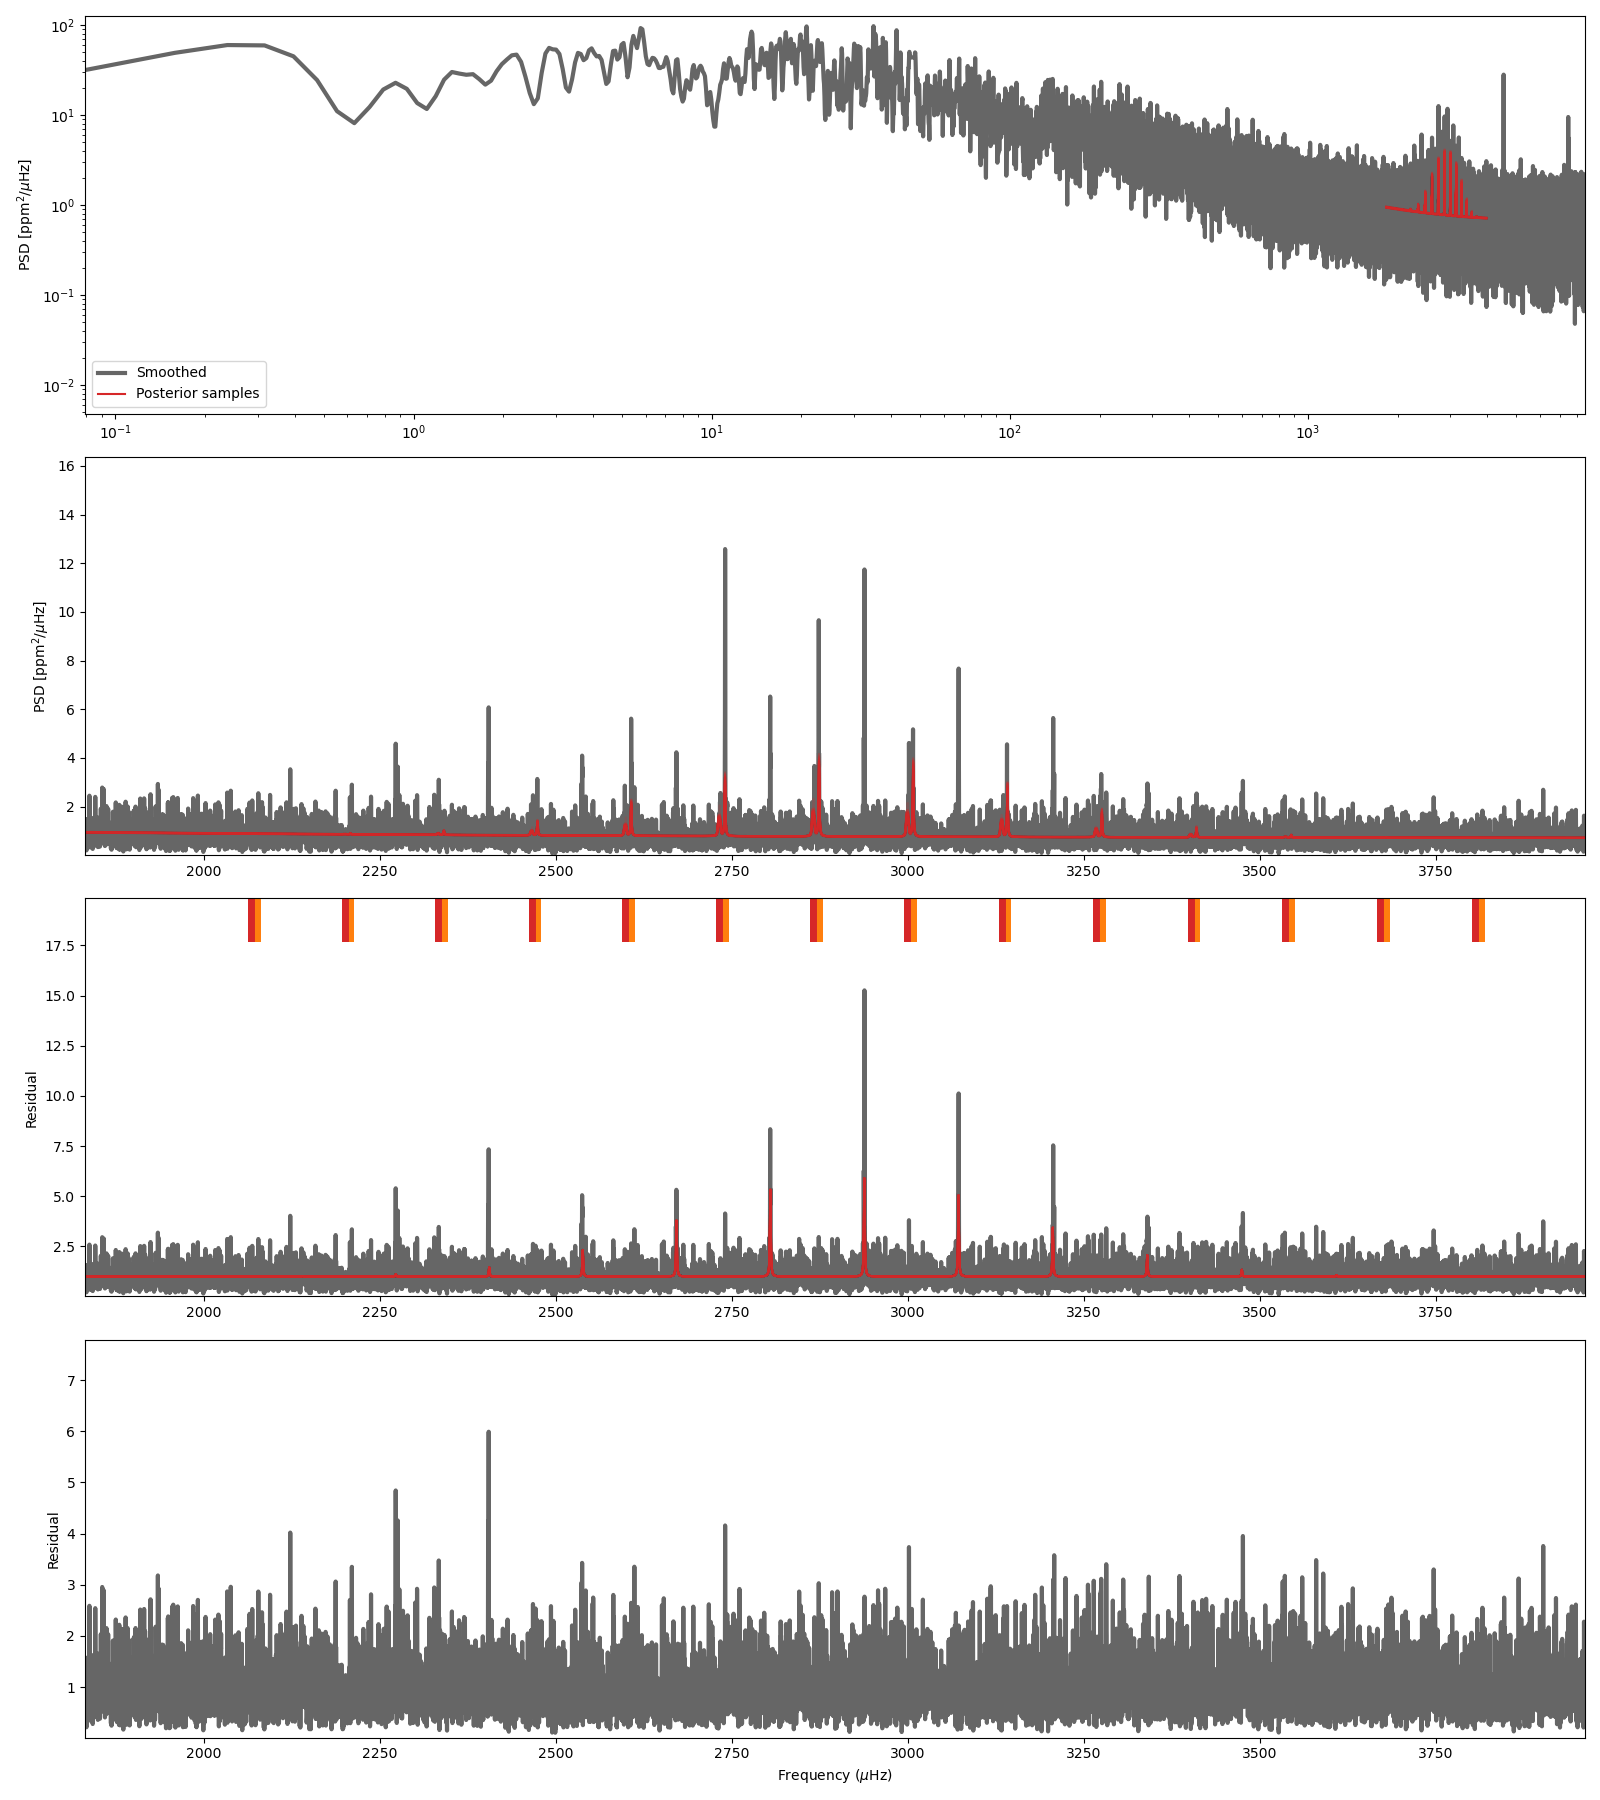 10²
10¹
10⁰
10⁻¹
10⁻²
PSD [ppm²/μHz]
Smoothed
Posterior samples
10⁻¹ 10⁰ 10¹ 10² 10³
16
14
12
10
8
6
4
2
PSD [ppm²/μHz]
2000 2250 2500 2750 3000 3250 3500 3750
17.5
15.0
12.5
10.0
7.5
5.0
2.5
Residual
2000 2250 2500 2750 3000 3250 3500 3750
7
6
5
4
3
2
1
Residual
2000 2250 2500 2750 3000 3250 3500 3750
Frequency (μHz)